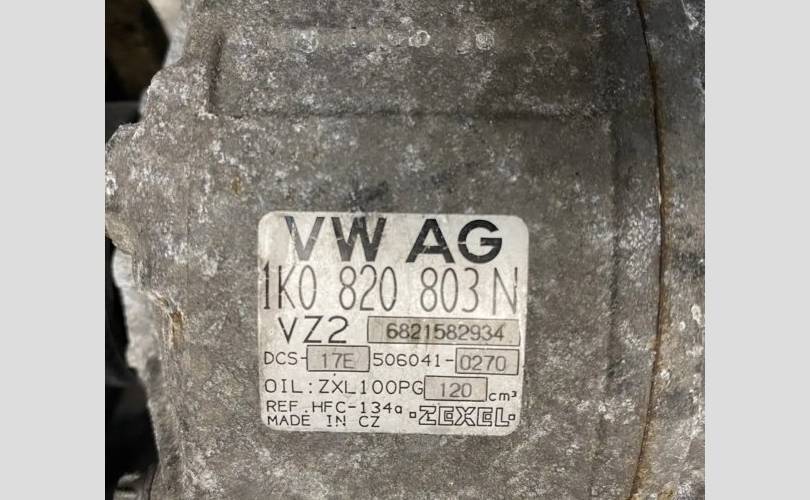 VW AG
1K0 820 803 N
VZ2 6821582934
DCS-17E 506041-0270
OIL:ZXL100PG 120 cm³
REF.HFC-134a
MADE IN CZ ZEXEL